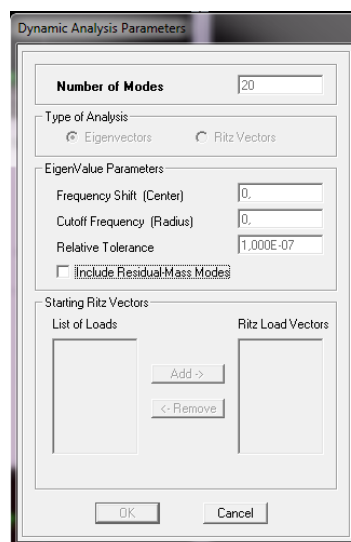 Dynamic Analysis Parameters
Number of Modes 20
Type of Analysis
Eigenvectors Ritz Vectors
EigenValue Parameters
Frequency Shift (Center) 0,
Cutoff Frequency (Radius) 0,
Relative Tolerance 1,000E-07
Include Residual-Mass Modes
Starting Ritz Vectors
List of Loads Ritz Load Vectors
Add ->
<- Remove
OK Cancel